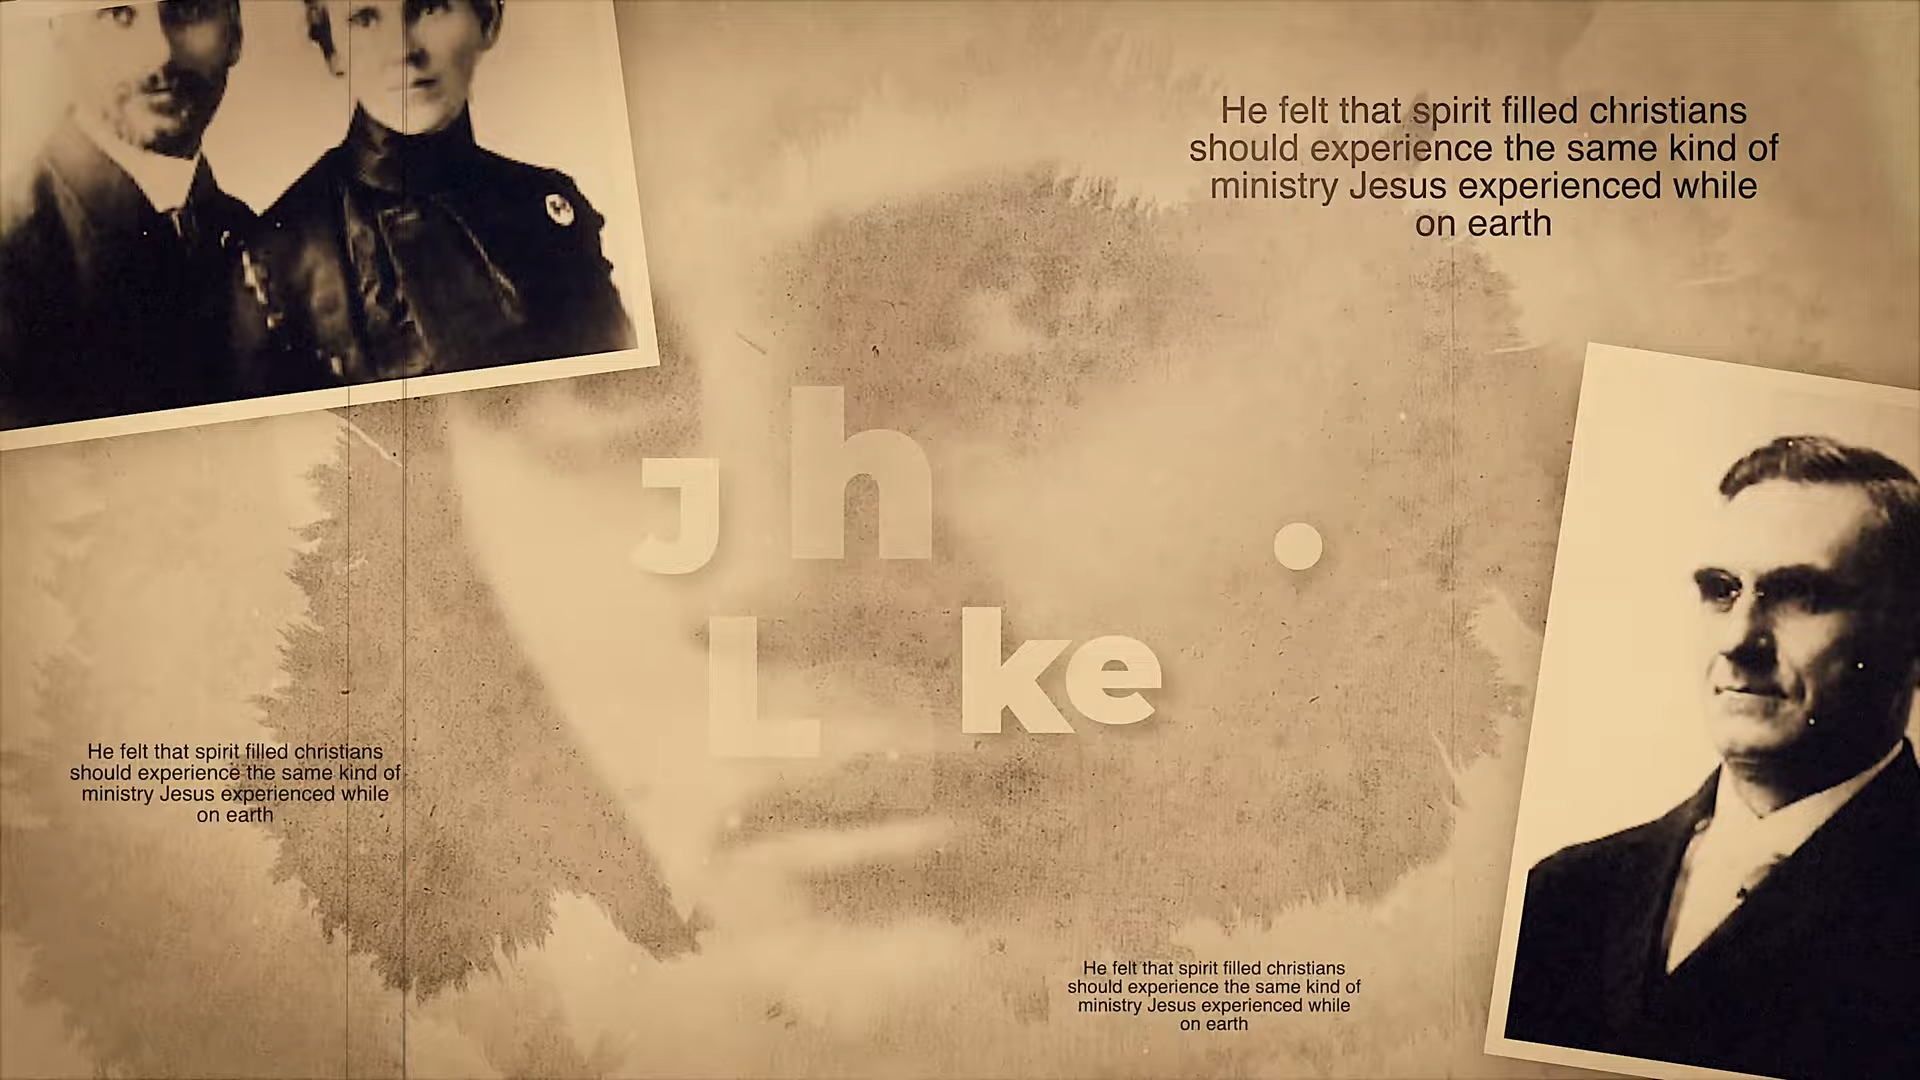 He felt that spirit filled christians
should experience the same kind of
ministry Jesus experienced while
on earth
J h .
L ke
He felt that spirit filled christians
should experience the same kind of
ministry Jesus experienced while
on earth
He felt that spirit filled christians
should experience the same kind of
ministry Jesus experienced while
on earth